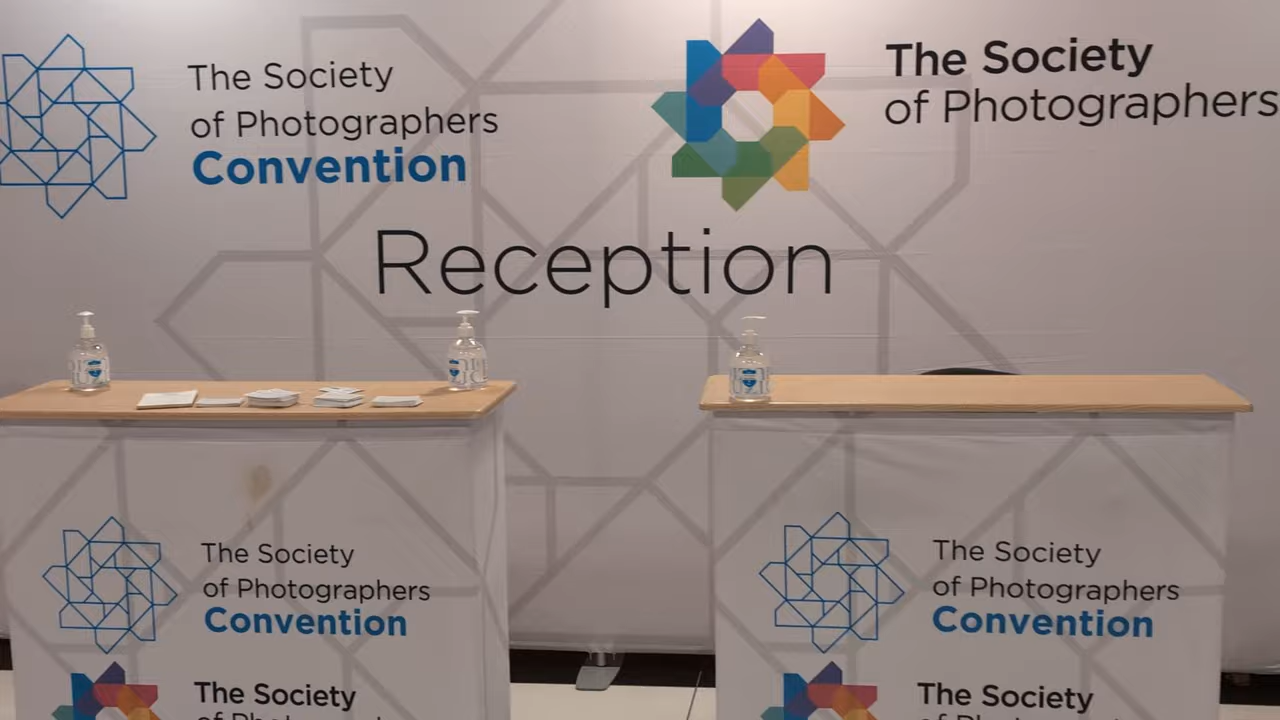 The Society
of Photographers
Convention
The Society
of Photographers
Reception
The Society
of Photographers
Convention
The Society
of Photographers
Convention
The Society
The Society